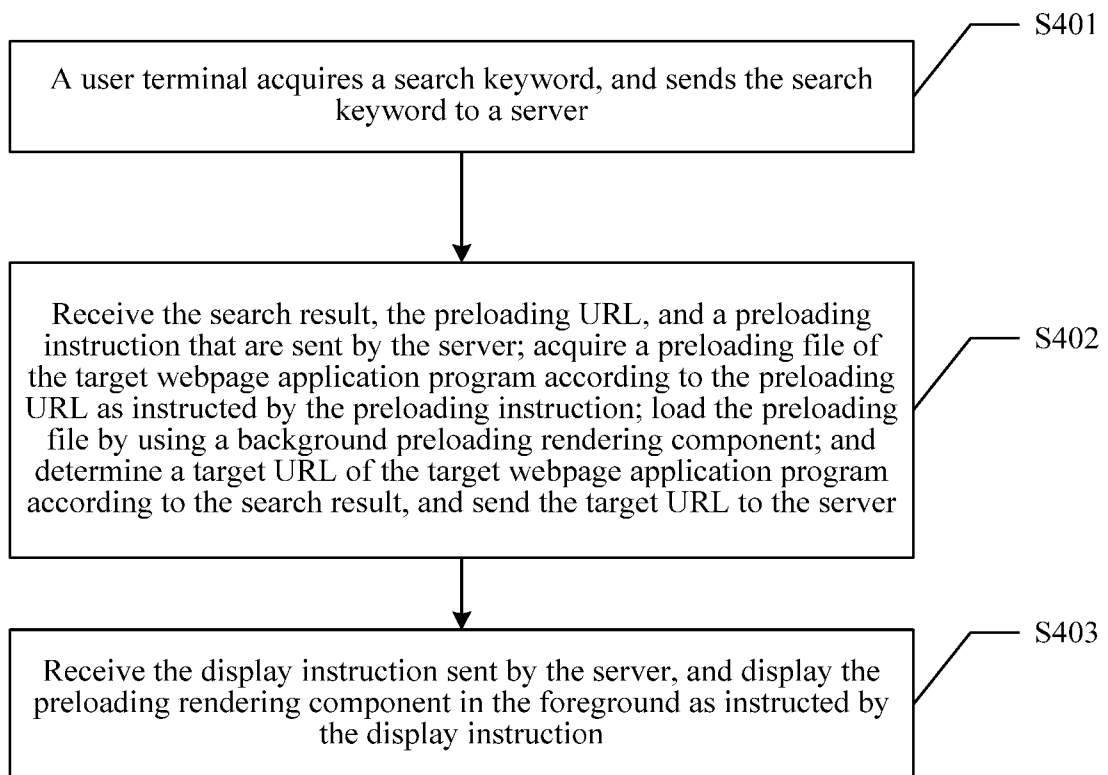 S401
A user terminal acquires a search keyword, and sends the search
keyword to a server
Receive the search result, the preloading URL, and a preloading
instruction that are sent by the server; acquire a preloading file of
the target webpage application program according to the preloading
URL as instructed by the preloading instruction; load the preloading
file by using a background preloading rendering component; and
determine a target URL of the target webpage application program
according to the search result, and send the target URL to the server
S402
Receive the display instruction sent by the server, and display the
preloading rendering component in the foreground as instructed by
the display instruction
S403